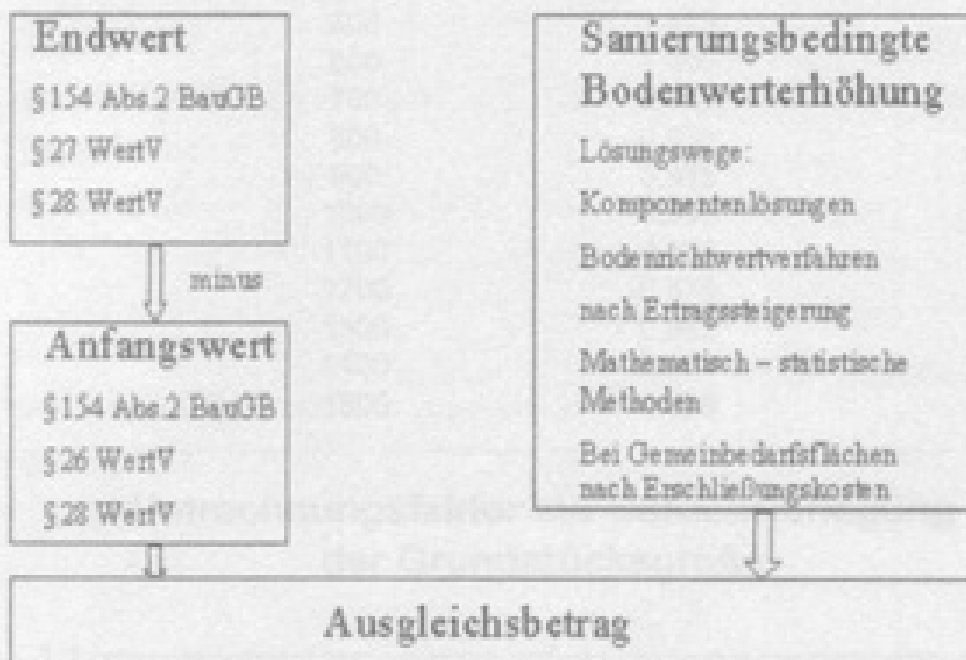 Endwert
§154 Abs.2 BauGB
§27 WertV
§28 WertV
minus
Anfangswert
§154 Abs.2 BauGB
§26 WertV
§28 WertV
Sanierungsbedingte
Bodenwerterhöhung
Lösungswege:
Komponentenlösungen
Bodenrichtwertverfahren
nach Ertragssteigerung
Mathematisch – statistische
Methoden
Bei Gemeinbedarfsflächen
nach Erschließungskosten
Ausgleichsbetrag